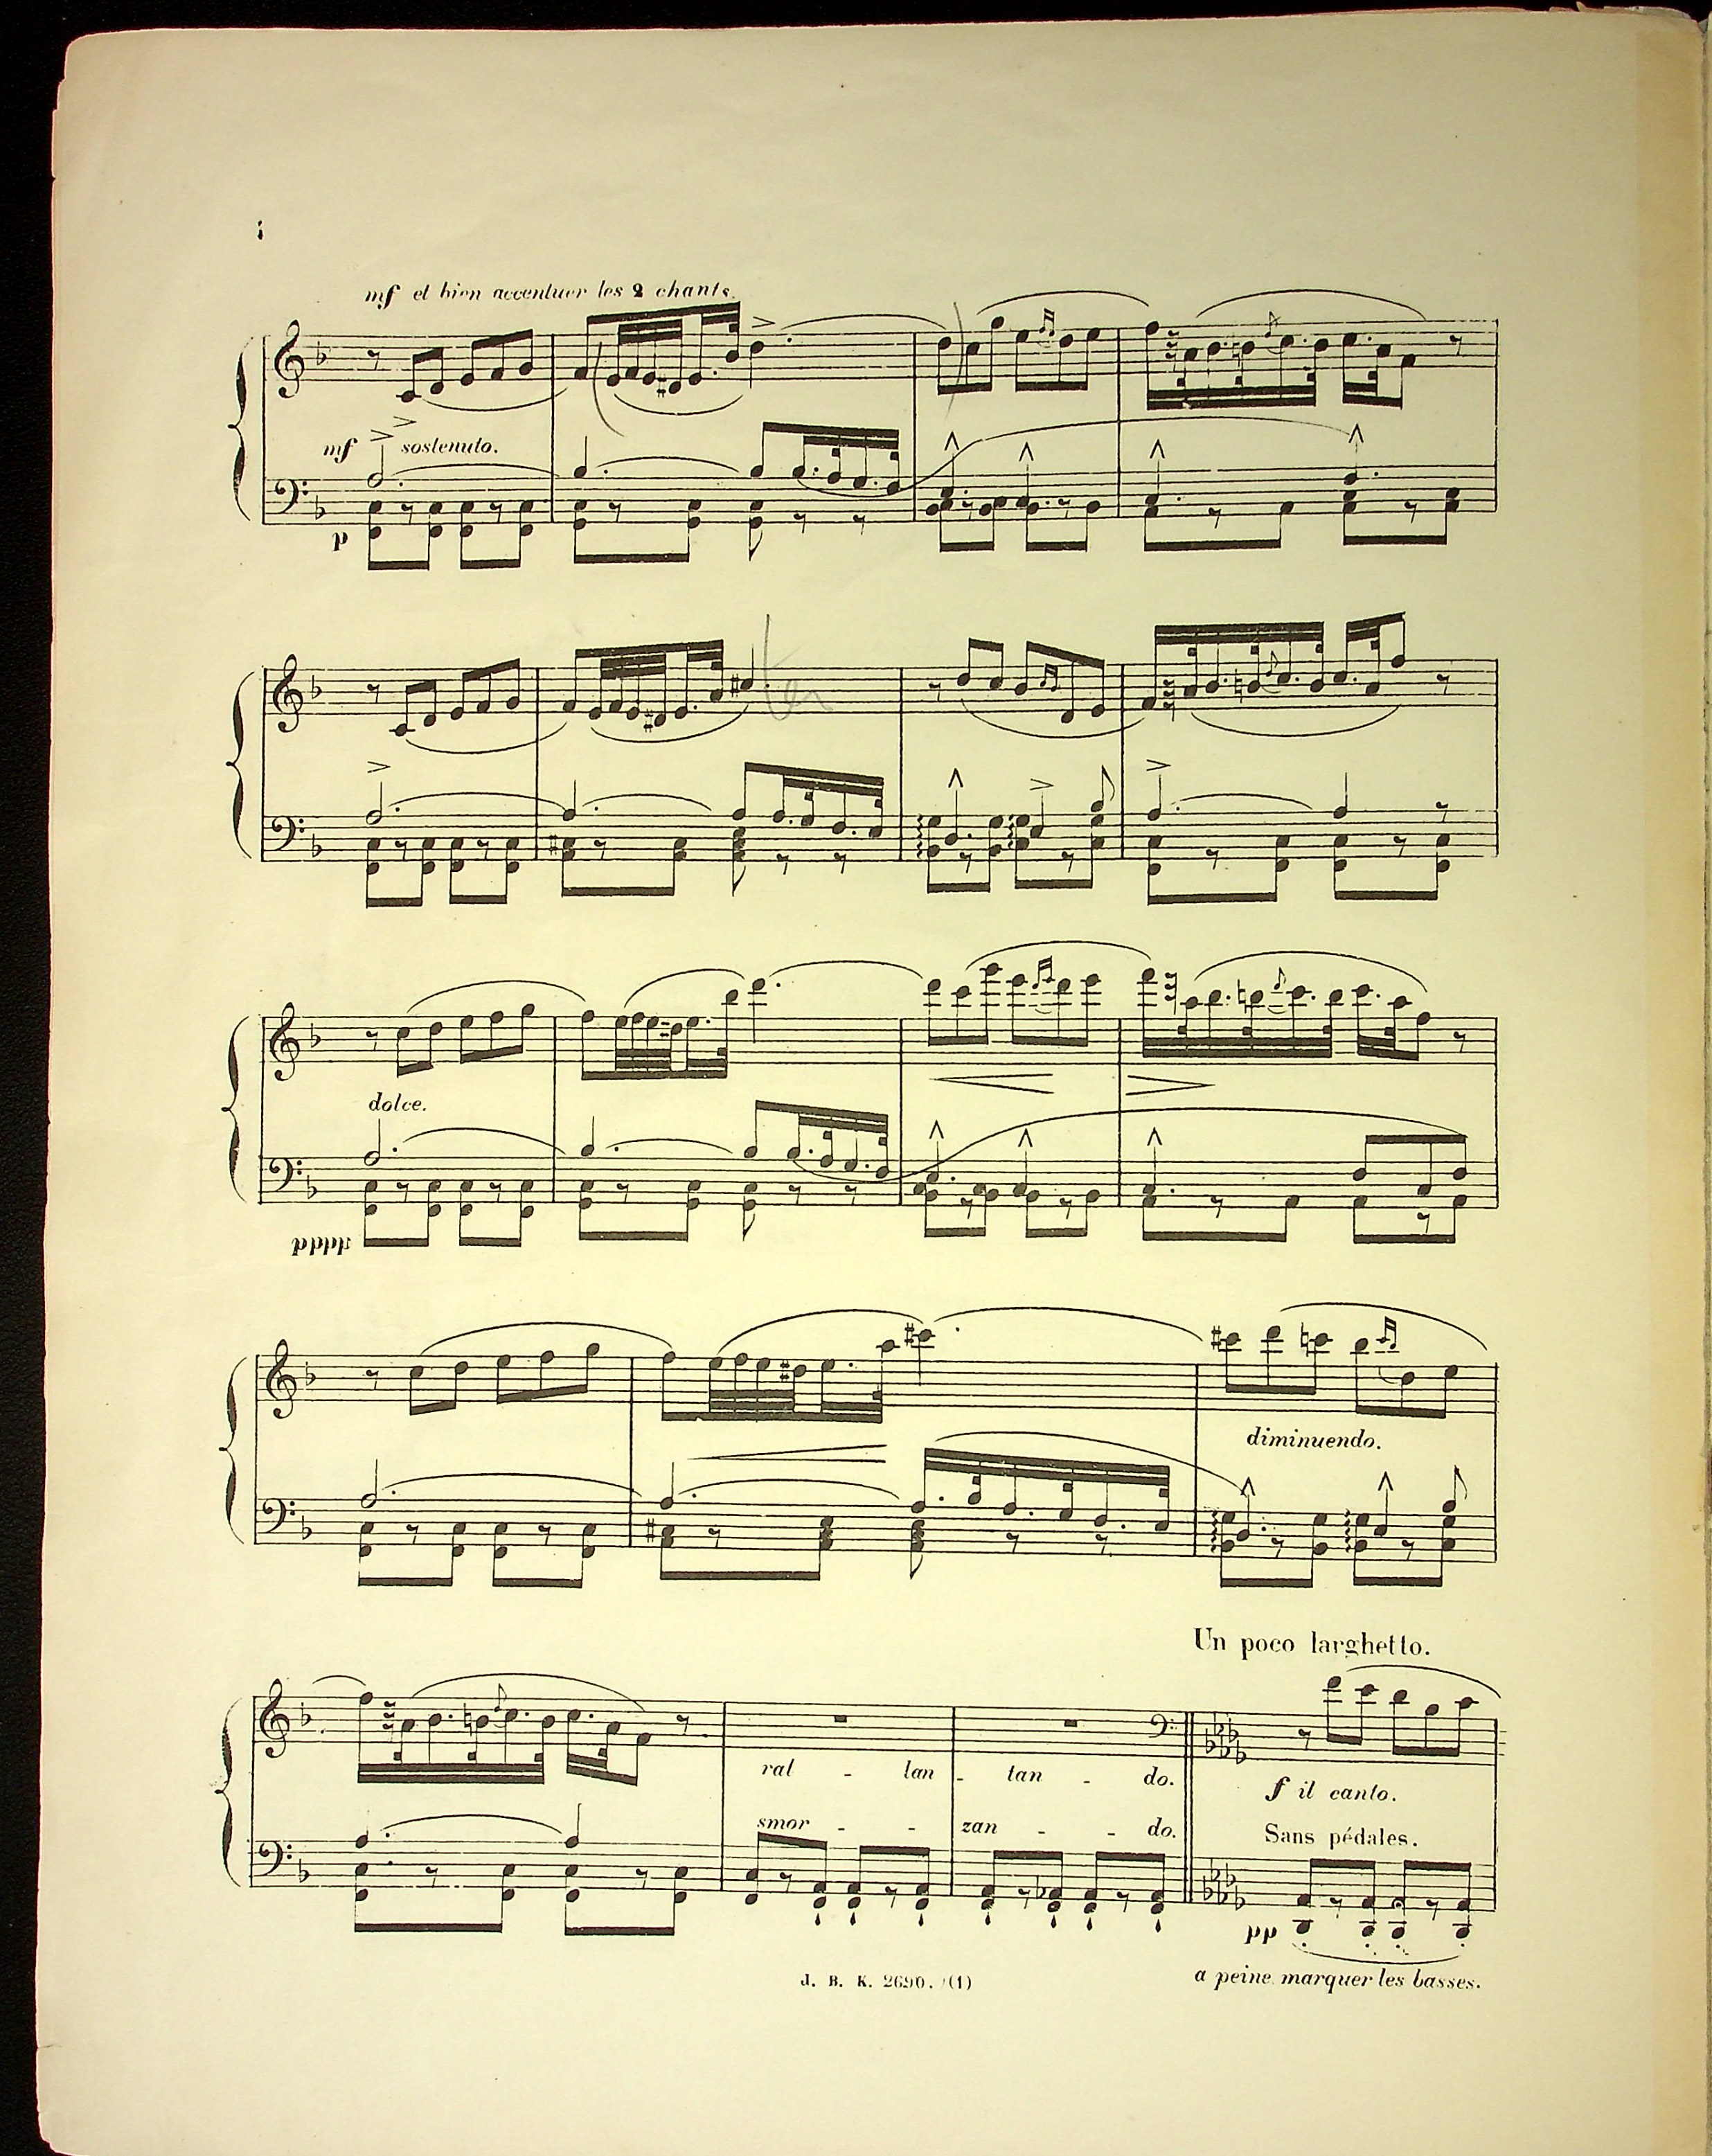 mf et bien accentuer les 2 chants.
mf sostenuto.
p
dolce.
pppp
diminuendo.
Un poco larghetto.
ral - lan - tan - do.
f il canto.
smor - - zan - - do.
Sans pédales.
pp
a peine marquer les basses.
J. B. K. 2690. (1)